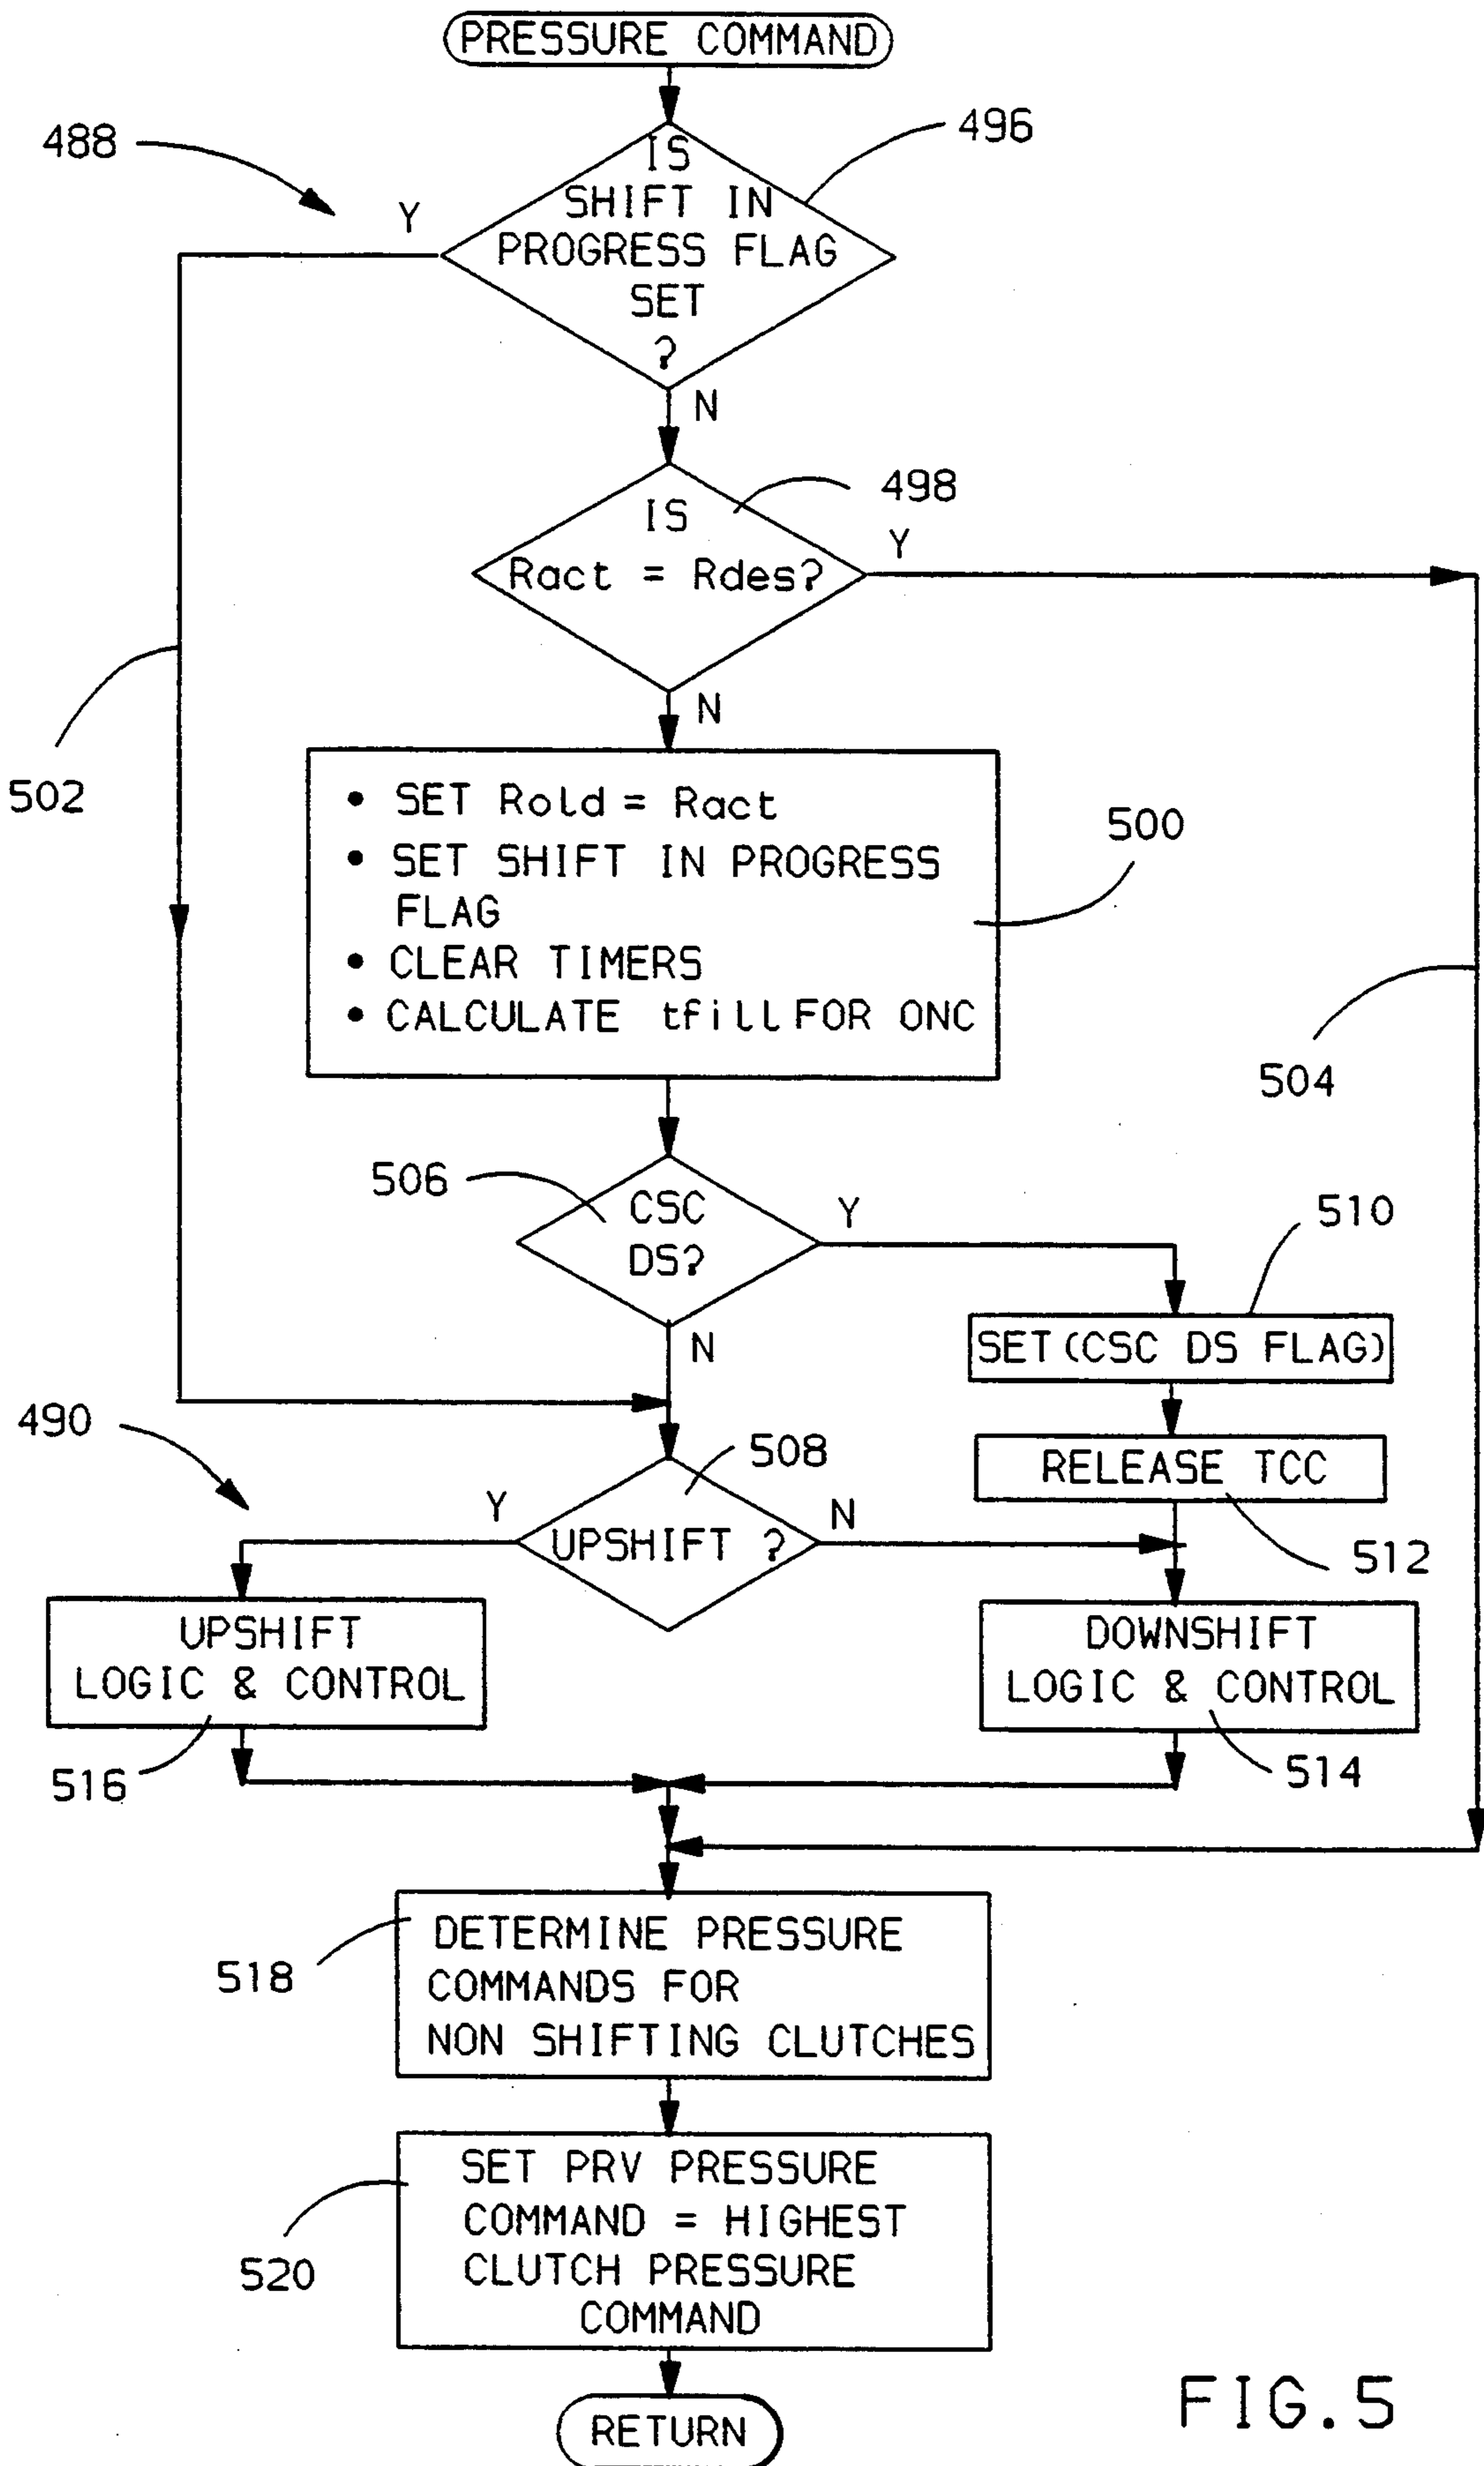 PRESSURE COMMAND
488
496
IS
SHIFT IN
PROGRESS FLAG
SET
?
Y
N
498
IS
Ract = Rdes?
Y
N
502
• SET Rold = Ract
• SET SHIFT IN PROGRESS
FLAG
• CLEAR TIMERS
• CALCULATE tfill FOR ONC
500
504
506
CSC
DS?
Y
N
510
SET(CSC DS FLAG)
490
508
RELEASE TCC
512
UPSHIFT ?
Y
N
UPSHIFT
LOGIC & CONTROL
516
DOWNSHIFT
LOGIC & CONTROL
514
518
DETERMINE PRESSURE
COMMANDS FOR
NON SHIFTING CLUTCHES
520
SET PRV PRESSURE
COMMAND = HIGHEST
CLUTCH PRESSURE
COMMAND
RETURN
FIG.5